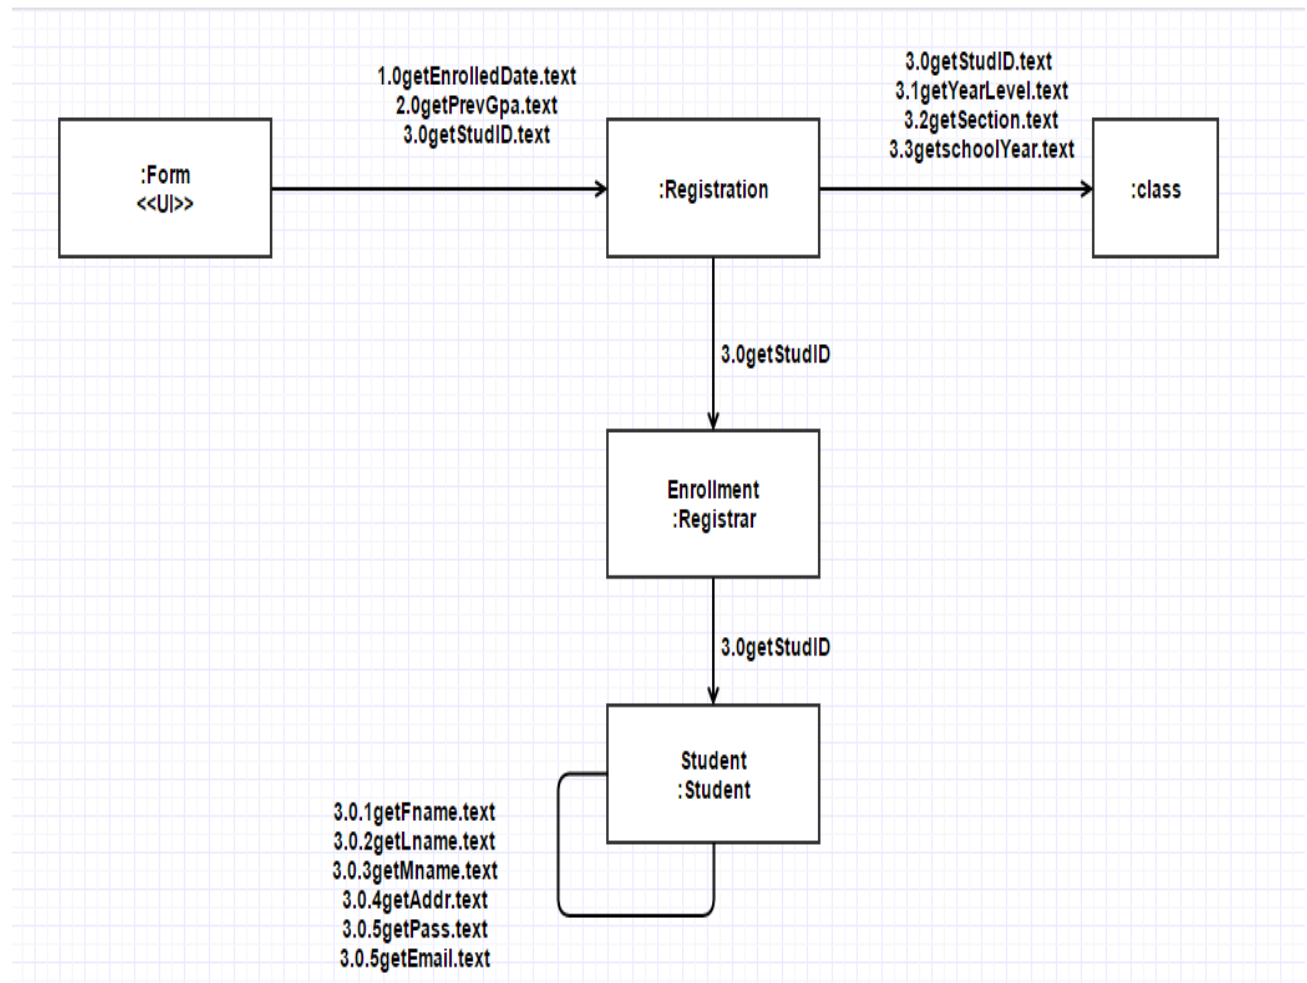 1.0getEnrolledDate.text
2.0getPrevGpa.text
3.0getStudID.text
3.0getStudID.text
3.1getYearLevel.text
3.2getSection.text
3.3getschoolYear.text
:Form
<<UI>>
:Registration
:class
3.0getStudID
Enrollment
:Registrar
3.0getStudID
Student
:Student
3.0.1getFname.text
3.0.2getLname.text
3.0.3getMname.text
3.0.4getAddr.text
3.0.5getPass.text
3.0.5getEmail.text